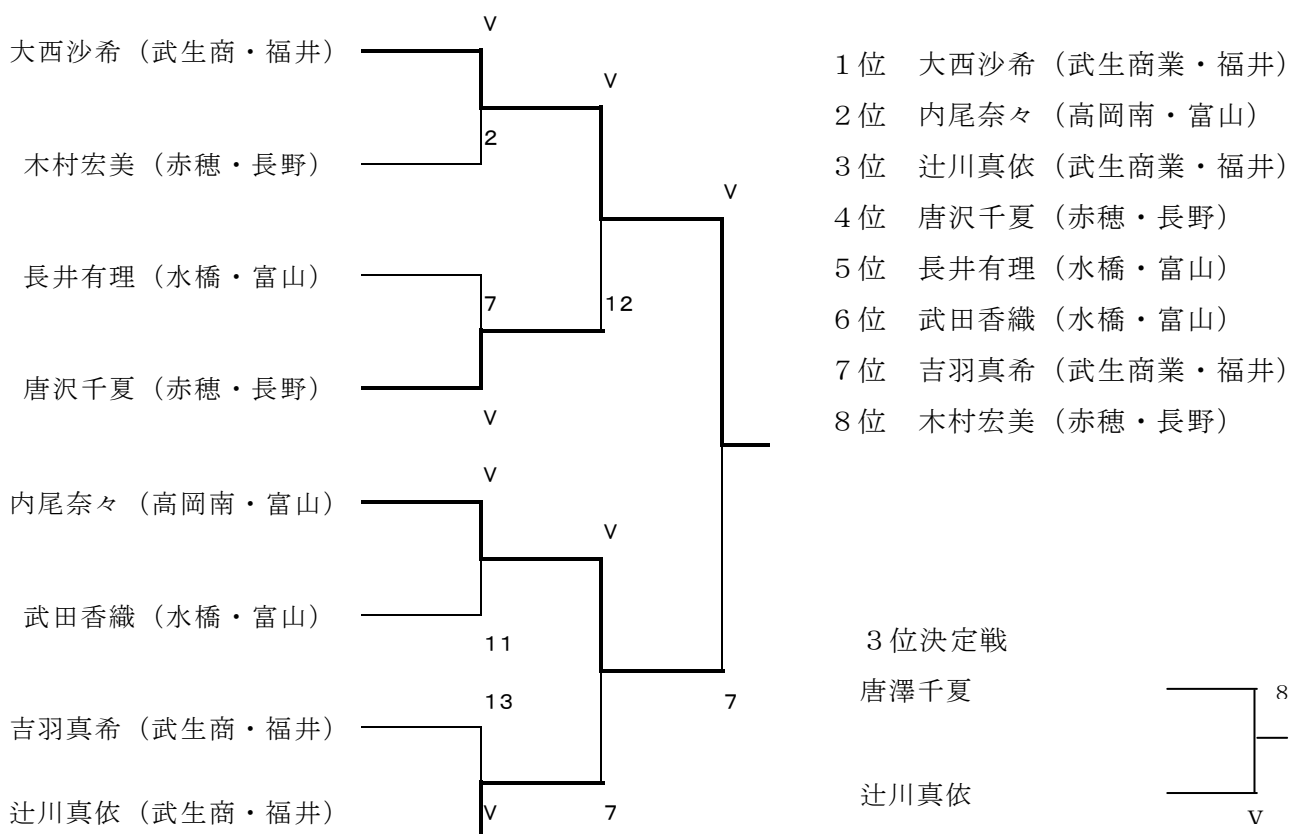 V
大西沙希（武生商・福井）
2
木村宏美（赤穂・長野）
V
長井有理（水橋・富山）
7
唐沢千夏（赤穂・長野）
V
12
V
V
内尾奈々（高岡南・富山）
武田香織（水橋・富山）
11
V
13
吉羽真希（武生商・福井）
辻川真依（武生商・福井）
V
7
7
1位　大西沙希（武生商業・福井）
2位　内尾奈々（高岡南・富山）
3位　辻川真依（武生商業・福井）
4位　唐沢千夏（赤穂・長野）
5位　長井有理（水橋・富山）
6位　武田香織（水橋・富山）
7位　吉羽真希（武生商業・福井）
8位　木村宏美（赤穂・長野）
3位決定戦
唐澤千夏
8
辻川真依
V